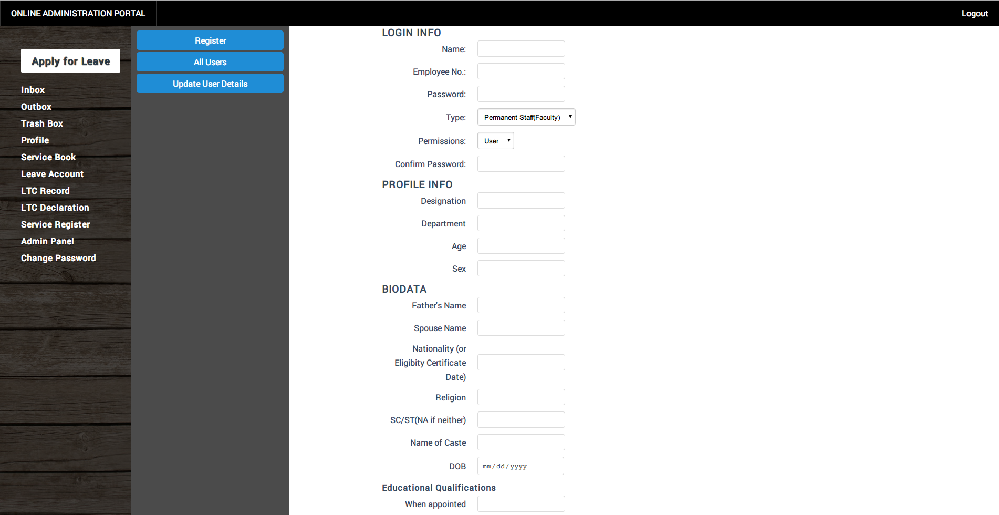 ONLINE ADMINISTRATION PORTAL
Logout
Apply for Leave
Inbox
Outbox
Trash Box
Profile
Service Book
Leave Account
LTC Record
LTC Declaration
Service Register
Admin Panel
Change Password
Register
All Users
Update User Details
LOGIN INFO
Name:
Employee No.:
Password:
Type: Permanent Staff(Faculty)
Permissions: User
Confirm Password:
PROFILE INFO
Designation
Department
Age
Sex
BIODATA
Father's Name
Spouse Name
Nationality (or
Eligibity Certificate
Date)
Religion
SC/ST(NA if neither)
Name of Caste
DOB mm/dd/yyyy
Educational Qualifications
When appointed